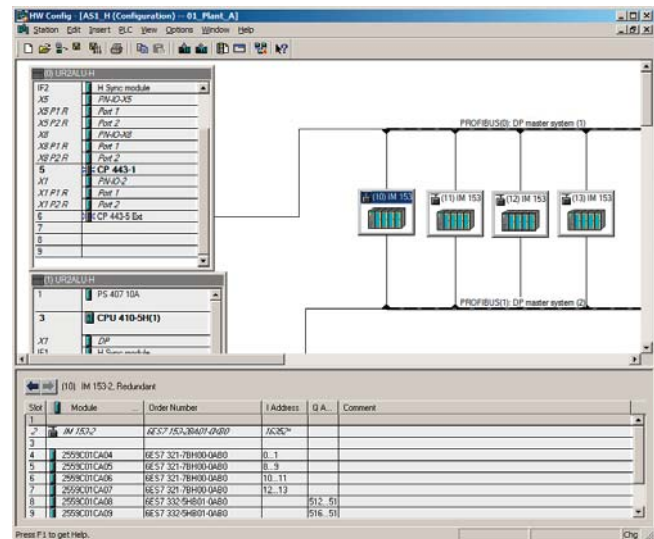 HW Config - [AS1_H (Configuration) -- 01_Plant_A]
Station Edit Insert PLC View Options Window Help
(0) UR2ALU-H
IF2 H Sync module
X5 PN-IO-X5
X5 P1 R Port 1
X5 P2 R Port 2
X8 PN-IO-X8
X8 P1 R Port 1
X8 P2 R Port 2
5 CP 443-1
X1 PN-IO-2
X1 P1 R Port 1
X1 P2 R Port 2
6 CP 443-5 Ext
7
8
9
PROFIBUS(0): DP master system (1)
(10) IM 153 (11) IM 153 (12) IM 153 (13) IM 153
PROFIBUS(1): DP master system (2)
(1) UR2ALU-H
1 PS 407 10A
3 CPU 410-5H(1)
X1 DP
IF1 H Sync module
(10) IM 153-2, Redundant
Slot Module ... Order Number I Address Q A... Comment
1
2 IM 153-2 6ES7 153-2BA01-0XB0 16352*
3
4 2559C01CA04 6ES7 321-7BH00-0AB0 0...1
5 2559C01CA05 6ES7 321-7BH00-0AB0 8...9
6 2559C01CA06 6ES7 321-7BH00-0AB0 10...11
7 2559C01CA07 6ES7 321-7BH00-0AB0 12...13
8 2559C01CA08 6ES7 332-5HB01-0AB0 512...51
9 2559C01CA09 6ES7 332-5HB01-0AB0 516...51
Press F1 to get Help.
Chg